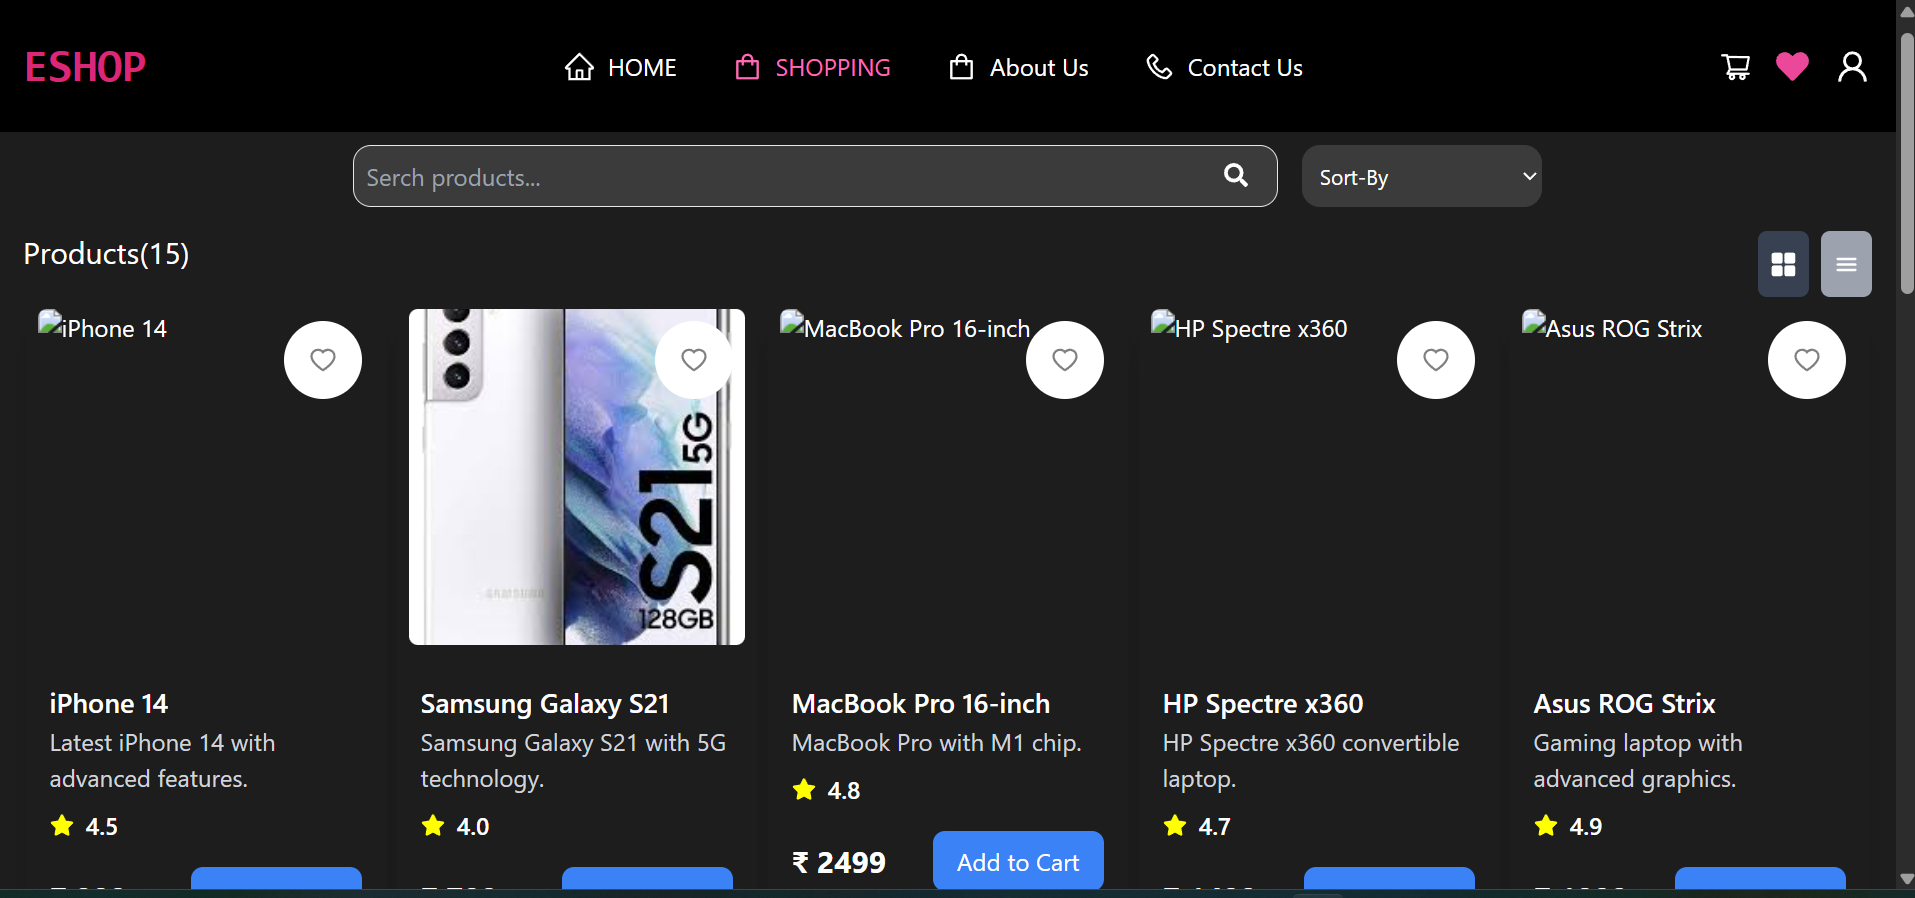 ESHOP
HOME
SHOPPING
About Us
Contact Us
Serch products...
Sort-By
Products(15)
iPhone 14
S21 5G
128GB
SAMSUNG
MacBook Pro 16-inch
HP Spectre x360
Asus ROG Strix
iPhone 14
Latest iPhone 14 with
advanced features.
4.5
Samsung Galaxy S21
Samsung Galaxy S21 with 5G
technology.
4.0
MacBook Pro 16-inch
MacBook Pro with M1 chip.
4.8
₹ 2499
Add to Cart
HP Spectre x360
HP Spectre x360 convertible
laptop.
4.7
Asus ROG Strix
Gaming laptop with
advanced graphics.
4.9